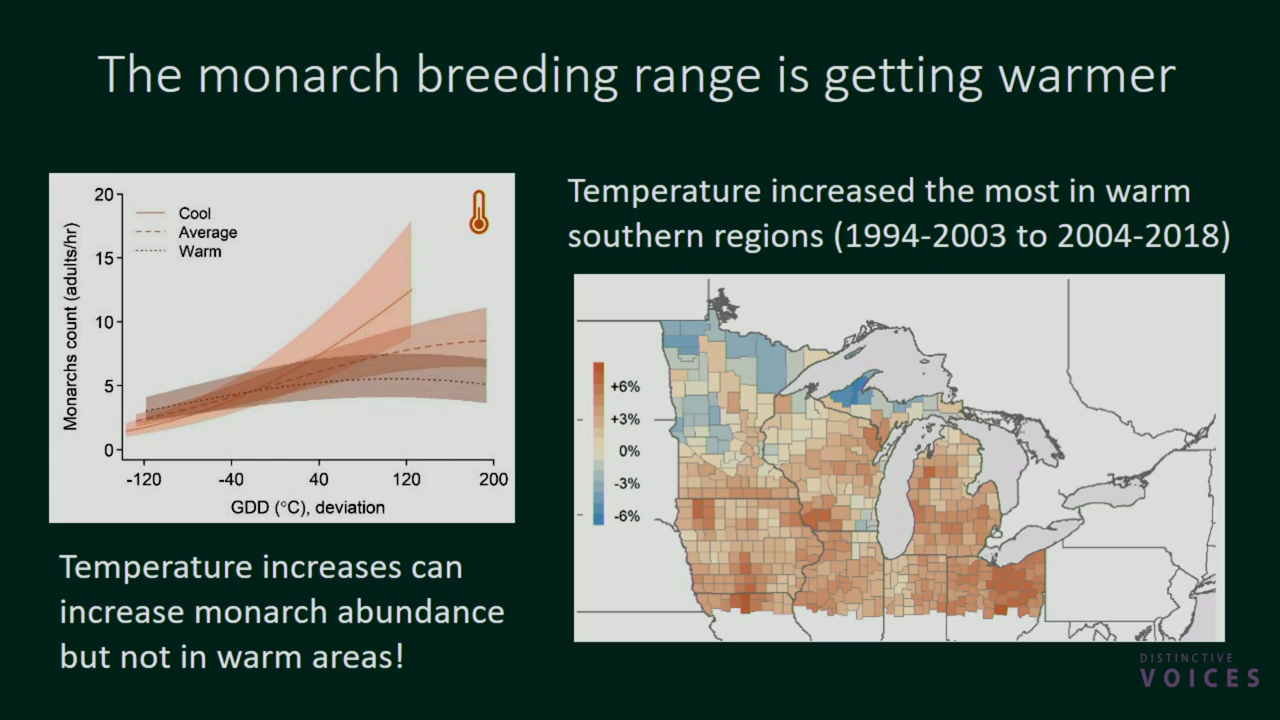 The monarch breeding range is getting warmer
20
15
10
5
0
Monarchs count (adults/hr)
Cool
Average
Warm
-120
-40
40
120
200
GDD (°C), deviation
Temperature increases can
increase monarch abundance
but not in warm areas!
Temperature increased the most in warm
southern regions (1994-2003 to 2004-2018)
+6%
+3%
0%
-3%
-6%
DISTINCTIVE
VOICES